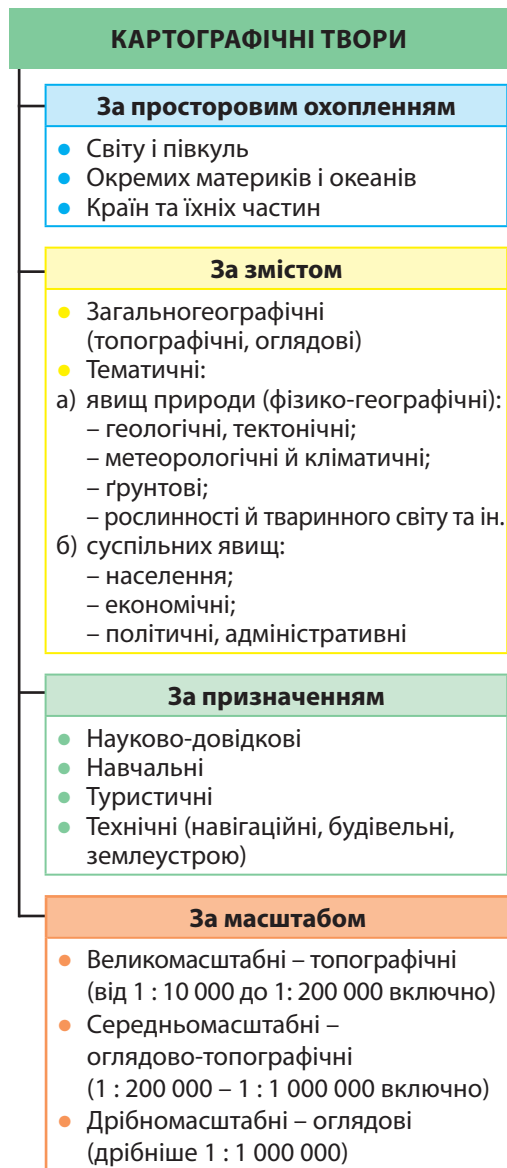 КАРТОГРАФІЧНІ ТВОРИ
За просторовим охопленням
● Світу і півкуль
● Окремих материків і океанів
● Країн та їхніх частин
За змістом
● Загальногеографічні
(топографічні, оглядові)
● Тематичні:
а) явищ природи (фізико-географічні):
– геологічні, тектонічні;
– метеорологічні й кліматичні;
– ґрунтові;
– рослинності й тваринного світу та ін.
б) суспільних явищ:
– населення;
– економічні;
– політичні, адміністративні
За призначенням
● Науково-довідкові
● Навчальні
● Туристичні
● Технічні (навігаційні, будівельні,
землеустрою)
За масштабом
● Великомасштабні – топографічні
(від 1 : 10 000 до 1: 200 000 включно)
● Середньомасштабні –
оглядово-топографічні
(1 : 200 000 – 1 : 1 000 000 включно)
● Дрібномасштабні – оглядові
(дрібніше 1 : 1 000 000)